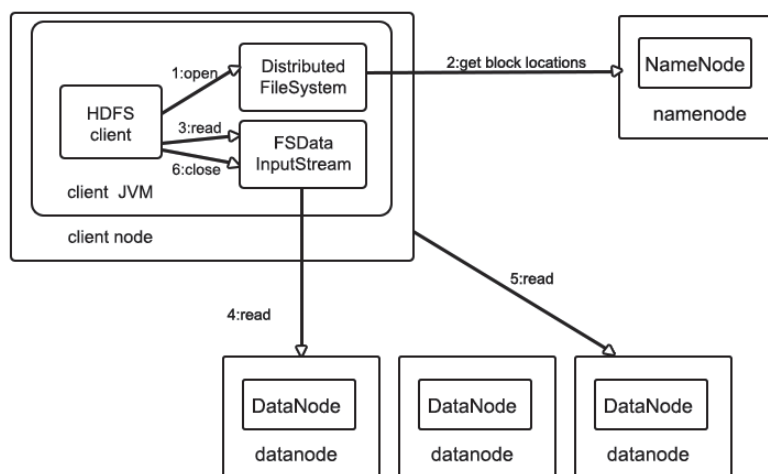 1:open
Distributed
FileSystem
2:get block locations
NameNode
namenode
HDFS
client
3:read
6:close
FSData
InputStream
client JVM
client node
4:read
5:read
DataNode
datanode
DataNode
datanode
DataNode
datanode